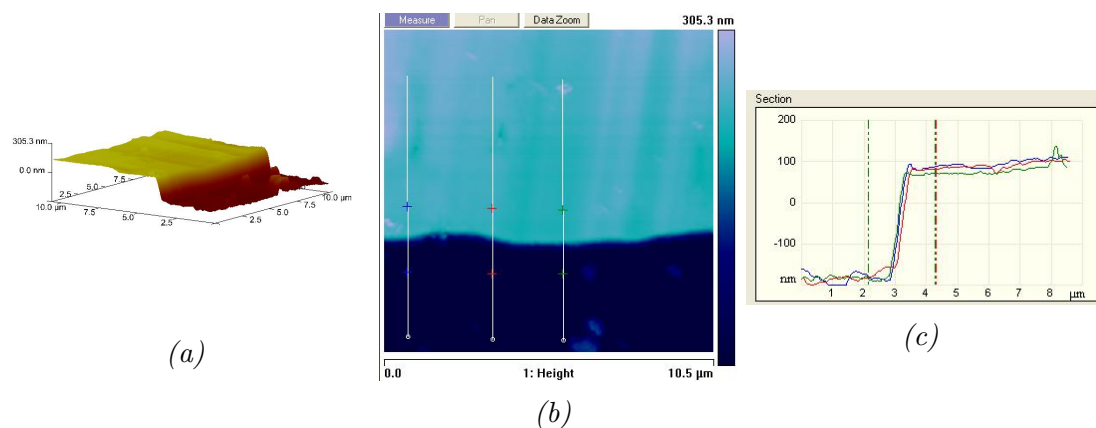 305.3 nm
0.0 nm
2.5
5.0
7.5
10.0 µm
7.5
5.0
2.5
2.5
5.0
7.5
10.0 µm
(a)
Measure
Pan
Data Zoom
305.3 nm
0.0
1: Height
10.5 µm
(b)
Section
200
100
0
-100
nm
1 2 3 4 5 6 7 8 µm
(c)